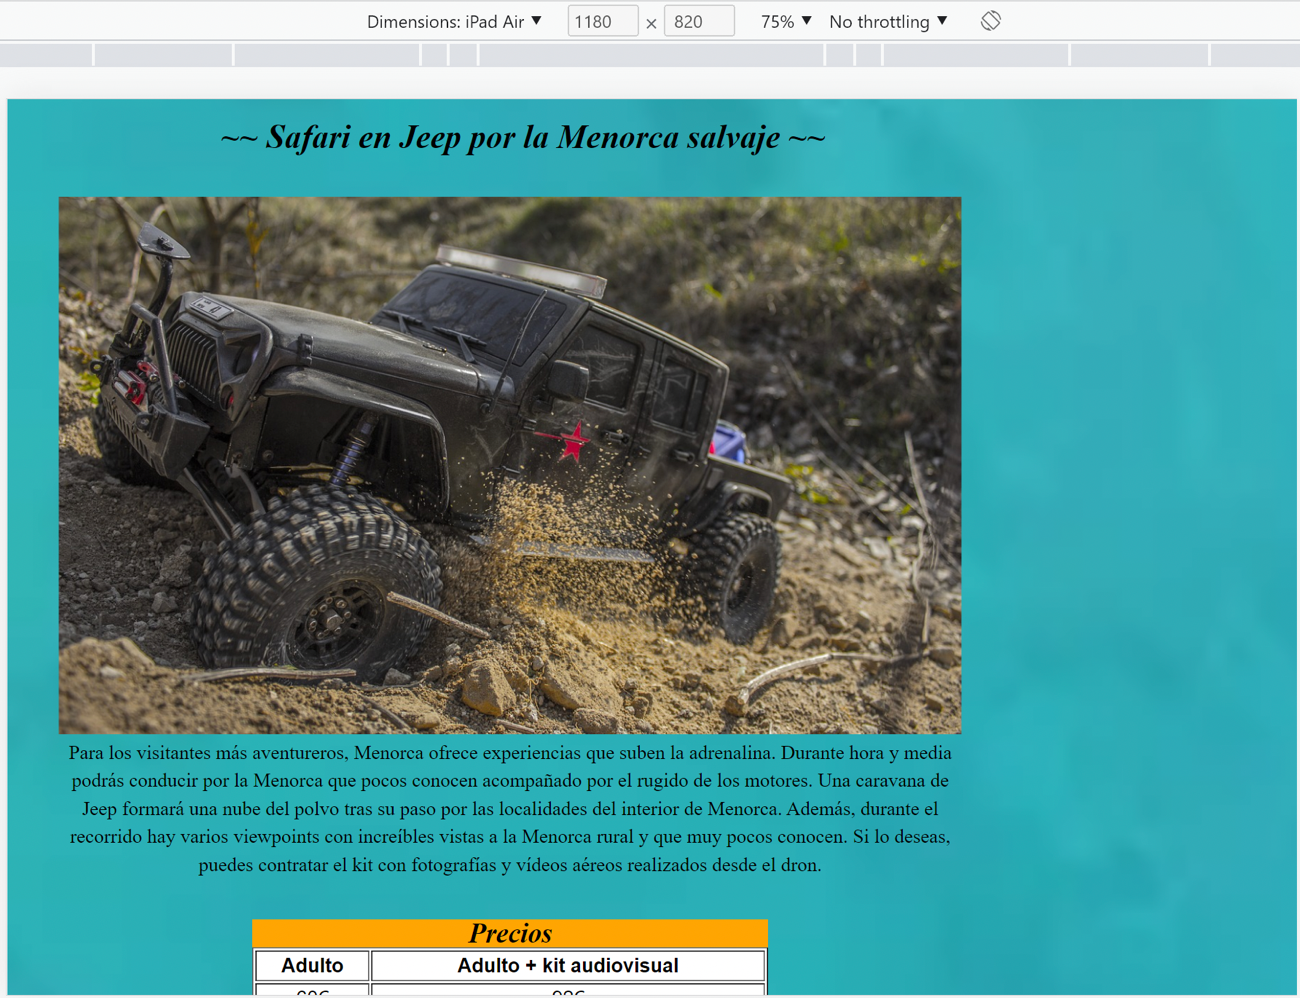 Dimensions: iPad Air ▼ 1180 × 820 75% ▼ No throttling ▼
~~ Safari en Jeep por la Menorca salvaje ~~
Para los visitantes más aventureros, Menorca ofrece experiencias que suben la adrenalina. Durante hora y media
podrás conducir por la Menorca que pocos conocen acompañado por el rugido de los motores. Una caravana de
Jeep formará una nube del polvo tras su paso por las localidades del interior de Menorca. Además, durante el
recorrido hay varios viewpoints con increíbles vistas a la Menorca rural y que muy pocos conocen. Si lo deseas,
puedes contratar el kit con fotografías y vídeos aéreos realizados desde el dron.
Precios
Adulto Adulto + kit audiovisual